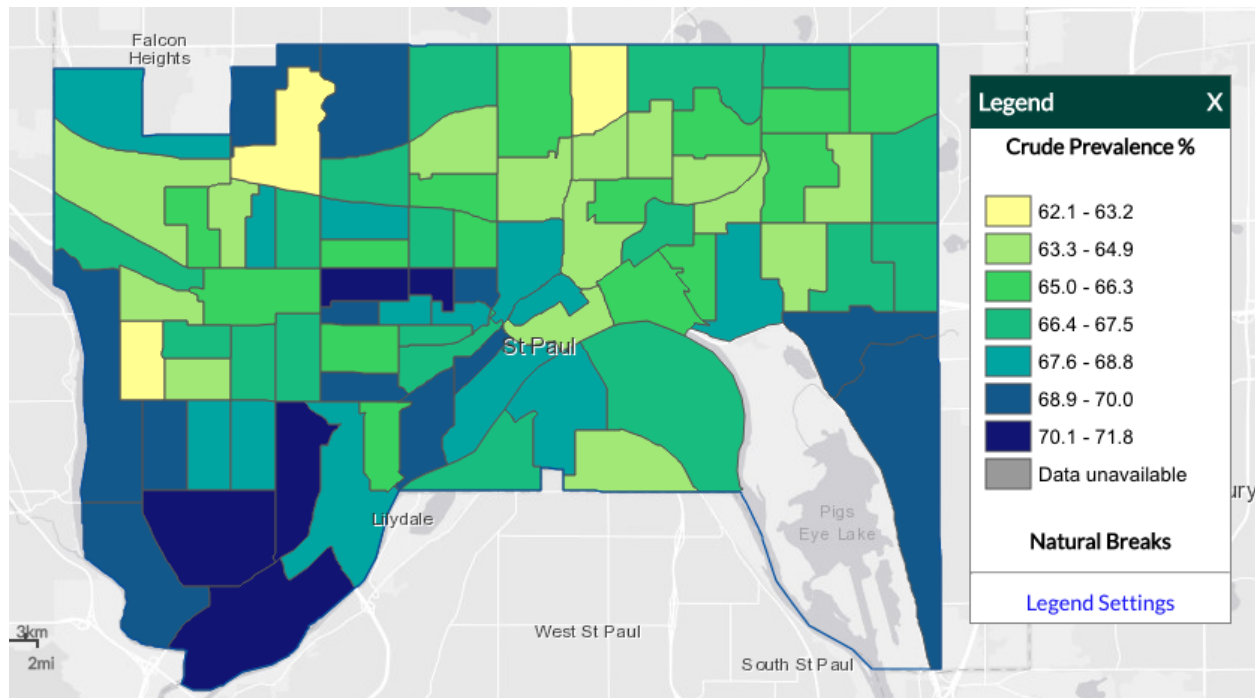 Falcon
Heights
St Paul
Lilydale
Pigs
Eye Lake
West St Paul
South St Paul
3km
2mi
Legend X
Crude Prevalence %
62.1 - 63.2
63.3 - 64.9
65.0 - 66.3
66.4 - 67.5
67.6 - 68.8
68.9 - 70.0
70.1 - 71.8
Data unavailable
Natural Breaks
Legend Settings
ury